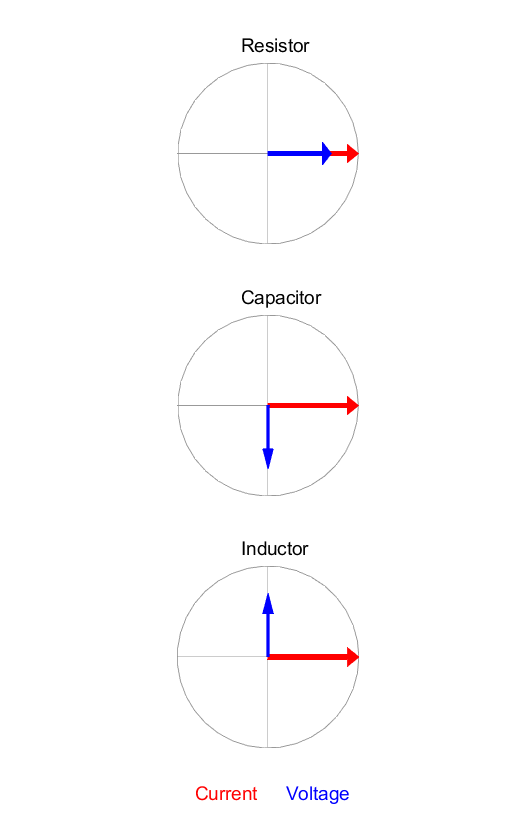 Resistor
Capacitor
Inductor
Current Voltage